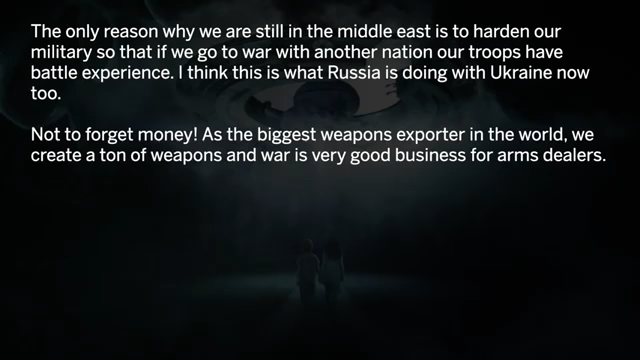 The only reason why we are still in the middle east is to harden our
military so that if we go to war with another nation our troops have
battle experience. I think this is what Russia is doing with Ukraine now
too.
Not to forget money! As the biggest weapons exporter in the world, we
create a ton of weapons and war is very good business for arms dealers.